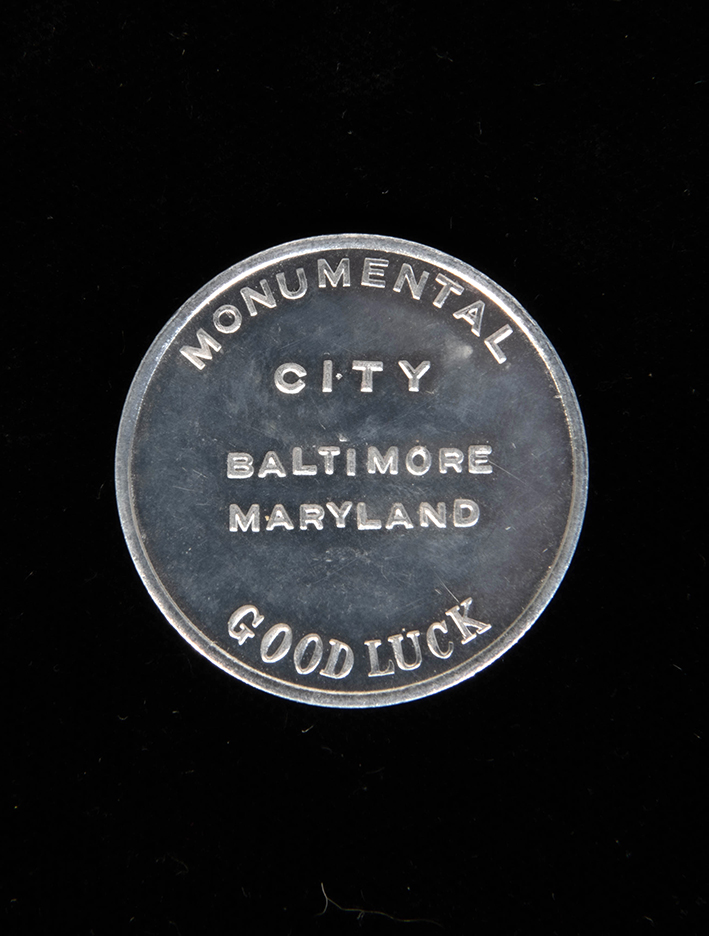 MONUMENTAL
CITY
BALTIMORE
MARYLAND
GOOD LUCK